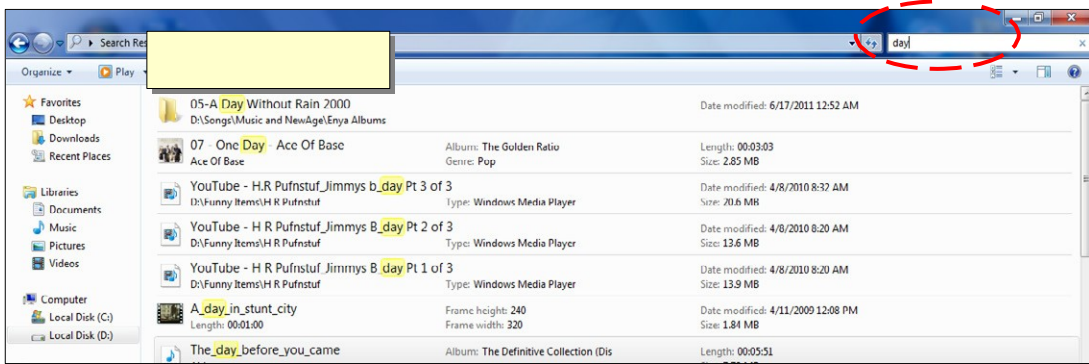 Search Res
day
Organize
Play
Favorites
Desktop
Downloads
Recent Places
Libraries
Documents
Music
Pictures
Videos
Computer
Local Disk (C:)
Local Disk (D:)
05-A Day Without Rain 2000
D:\Songs\Music and NewAge\Enya Albums
Date modified: 6/17/2011 12:52 AM
07 - One Day - Ace Of Base
Ace Of Base
Album: The Golden Ratio
Genre: Pop
Length: 00:03:03
Size: 2.85 MB
YouTube - H.R Pufnstuf_Jimmys b_day Pt 3 of 3
D:\Funny Items\H R Pufnstuf
Type: Windows Media Player
Date modified: 4/8/2010 8:32 AM
Size: 20.6 MB
YouTube - H R Pufnstuf_Jimmys B_day Pt 2 of 3
D:\Funny Items\H R Pufnstuf
Type: Windows Media Player
Date modified: 4/8/2010 8:20 AM
Size: 13.6 MB
YouTube - H R Pufnstuf_Jimmys B_day Pt 1 of 3
D:\Funny Items\H R Pufnstuf
Type: Windows Media Player
Date modified: 4/8/2010 8:20 AM
Size: 13.9 MB
A_day_in_stunt_city
Length: 00:01:00
Frame height: 240
Frame width: 320
Date modified: 4/11/2009 12:08 PM
Size: 1.84 MB
The_day_before_you_came
Album: The Definitive Collection (Dis
Length: 00:05:51